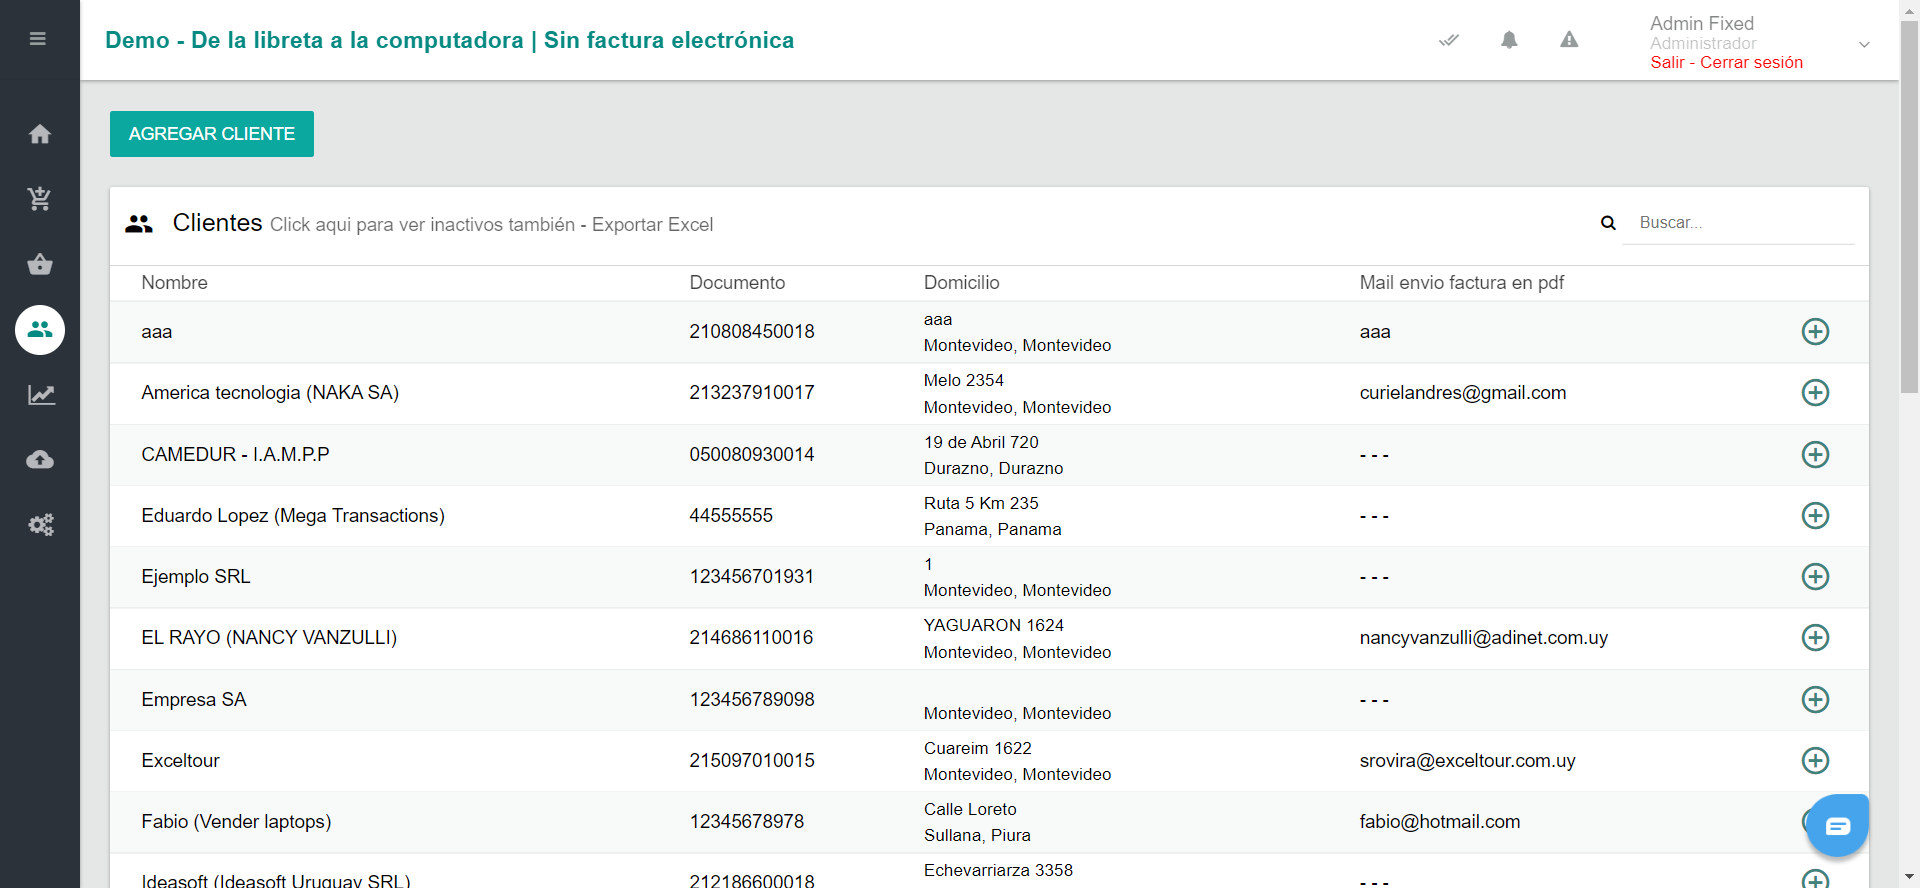 Demo - De la libreta a la computadora | Sin factura electrónica
Admin Fixed
Administrador
Salir - Cerrar sesión
AGREGAR CLIENTE
Clientes Click aqui para ver inactivos también - Exportar Excel
Buscar...
Nombre Documento Domicilio Mail envio factura en pdf
aaa 210808450018 aaa
Montevideo, Montevideo aaa
America tecnologia (NAKA SA) 213237910017 Melo 2354
Montevideo, Montevideo curielandres@gmail.com
CAMEDUR - I.A.M.P.P 050080930014 19 de Abril 720
Durazno, Durazno - - -
Eduardo Lopez (Mega Transactions) 44555555 Ruta 5 Km 235
Panama, Panama - - -
Ejemplo SRL 123456701931 1
Montevideo, Montevideo - - -
EL RAYO (NANCY VANZULLI) 214686110016 YAGUARON 1624
Montevideo, Montevideo nancyvanzulli@adinet.com.uy
Empresa SA 123456789098
Montevideo, Montevideo - - -
Exceltour 215097010015 Cuareim 1622
Montevideo, Montevideo srovira@exceltour.com.uy
Fabio (Vender laptops) 12345678978 Calle Loreto
Sullana, Piura fabio@hotmail.com
Ideasoft (Ideasoft Uruguay SRL) 212186600018 Echevarriarza 3358
- - -